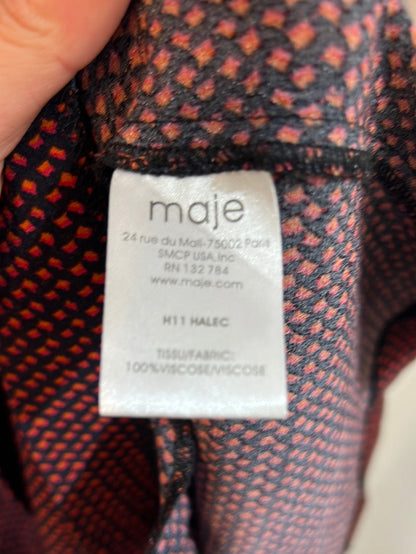 maje
24 rue du Mail-75002 Paris
SMCP USA, Inc
RN 132 784
www.maje.com
H11 HALEC
TISSU/FABRIC:
100%VISCOSE/VISCOSE